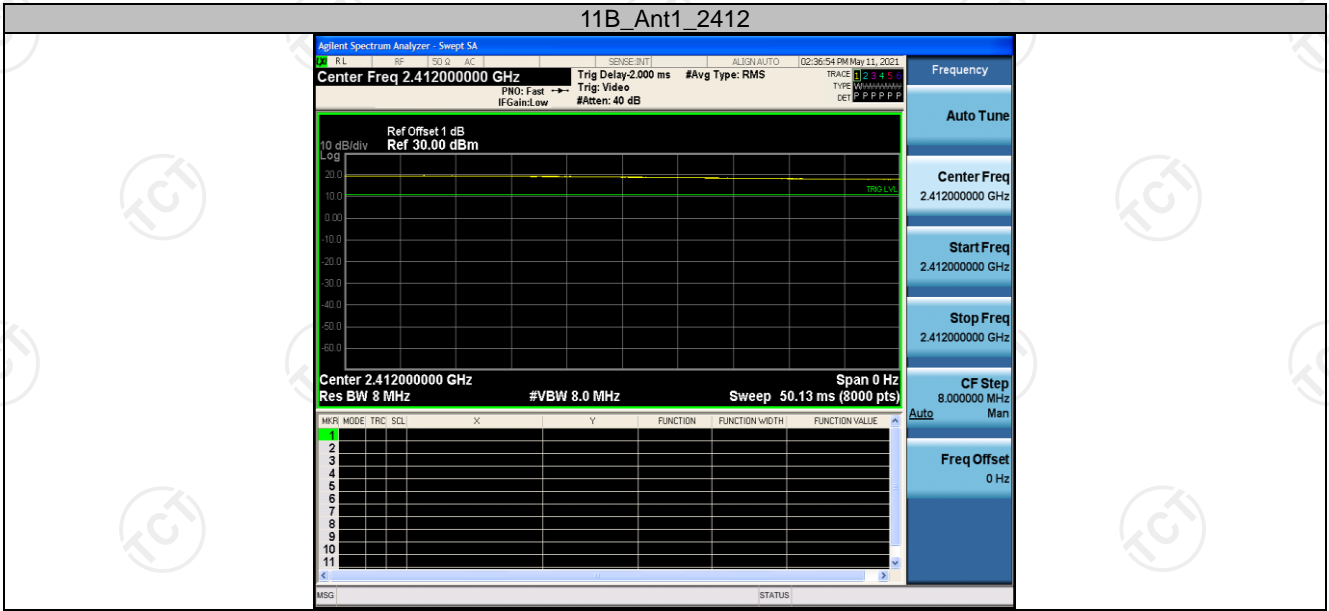 11B_Ant1_2412
Agilent Spectrum Analyzer - Swept SA
RL RF 50 Ω AC SENSE:INT ALIGN AUTO 02:36:54 PM May 11, 2021
Center Freq 2.412000000 GHz
PNO: Fast
IFGain:Low
Trig Delay-2.000 ms
Trig: Video
#Atten: 40 dB
#Avg Type: RMS
TRACE 1 2 3 4 5 6
TYPE
DET P P P P P P
Ref Offset 1 dB
10 dB/div Ref 30.00 dBm
Log
20.0
10.0
0.00
-10.0
-20.0
-30.0
-40.0
-50.0
-60.0
TRIG LVL
Center 2.412000000 GHz Span 0 Hz
Res BW 8 MHz #VBW 8.0 MHz Sweep 50.13 ms (8000 pts)
MKR MODE TRC SCL X Y FUNCTION FUNCTION WIDTH FUNCTION VALUE
1
2
3
4
5
6
7
8
9
10
11
MSG STATUS
Frequency
Auto Tune
Center Freq
2.412000000 GHz
Start Freq
2.412000000 GHz
Stop Freq
2.412000000 GHz
CF Step
8.000000 MHz
Auto Man
Freq Offset
0 Hz
TCT
TCT
TCT
TCT